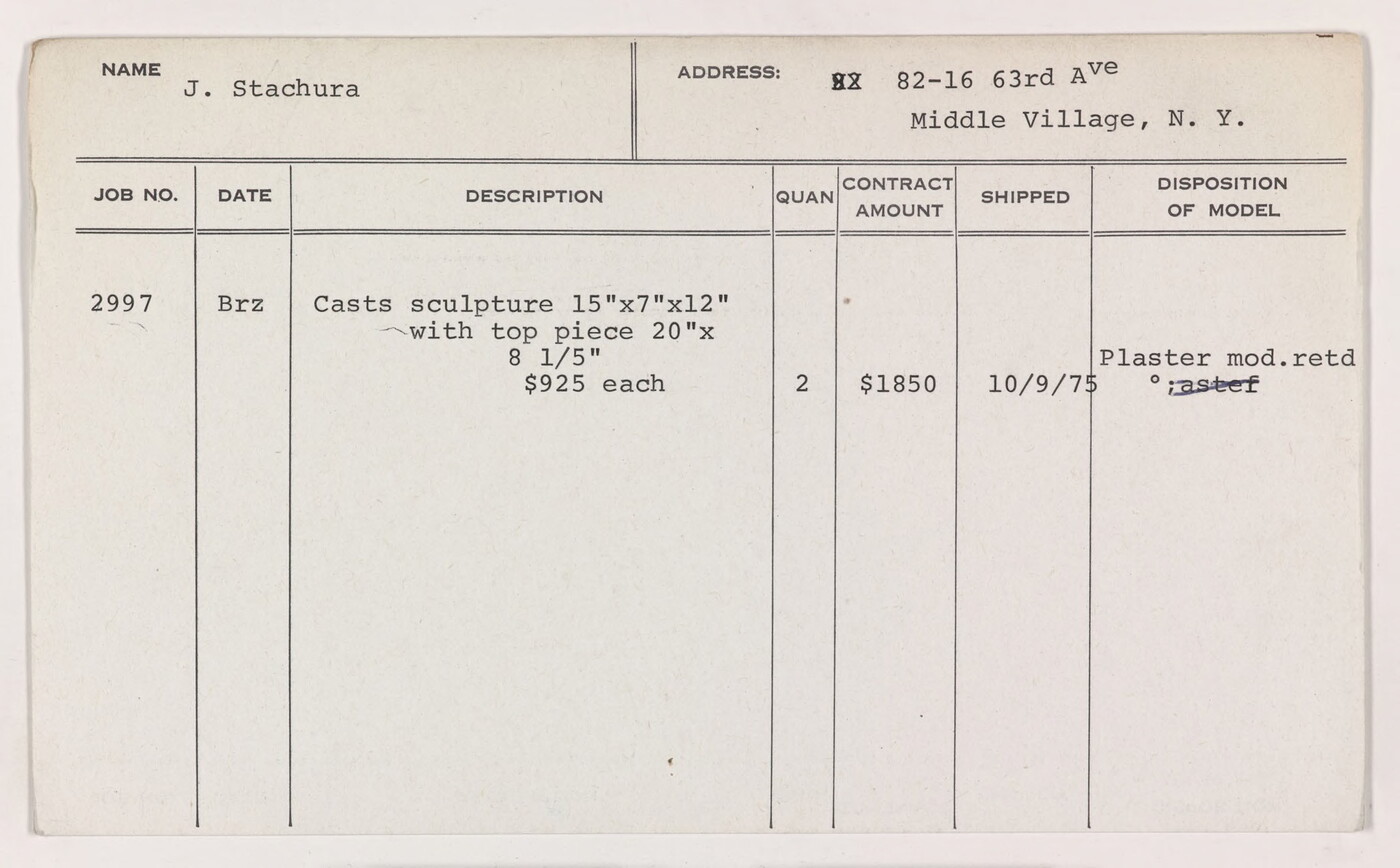 NAME J. Stachura
ADDRESS: 82-16 63rd Ave
Middle Village, N. Y.
JOB NO. DATE DESCRIPTION QUAN CONTRACT AMOUNT SHIPPED DISPOSITION OF MODEL
2997 Brz Casts sculpture 15"x7"x12"
with top piece 20"x
8 1/5" Plaster mod.retd
$925 each 2 $1850 10/9/75 °;astef